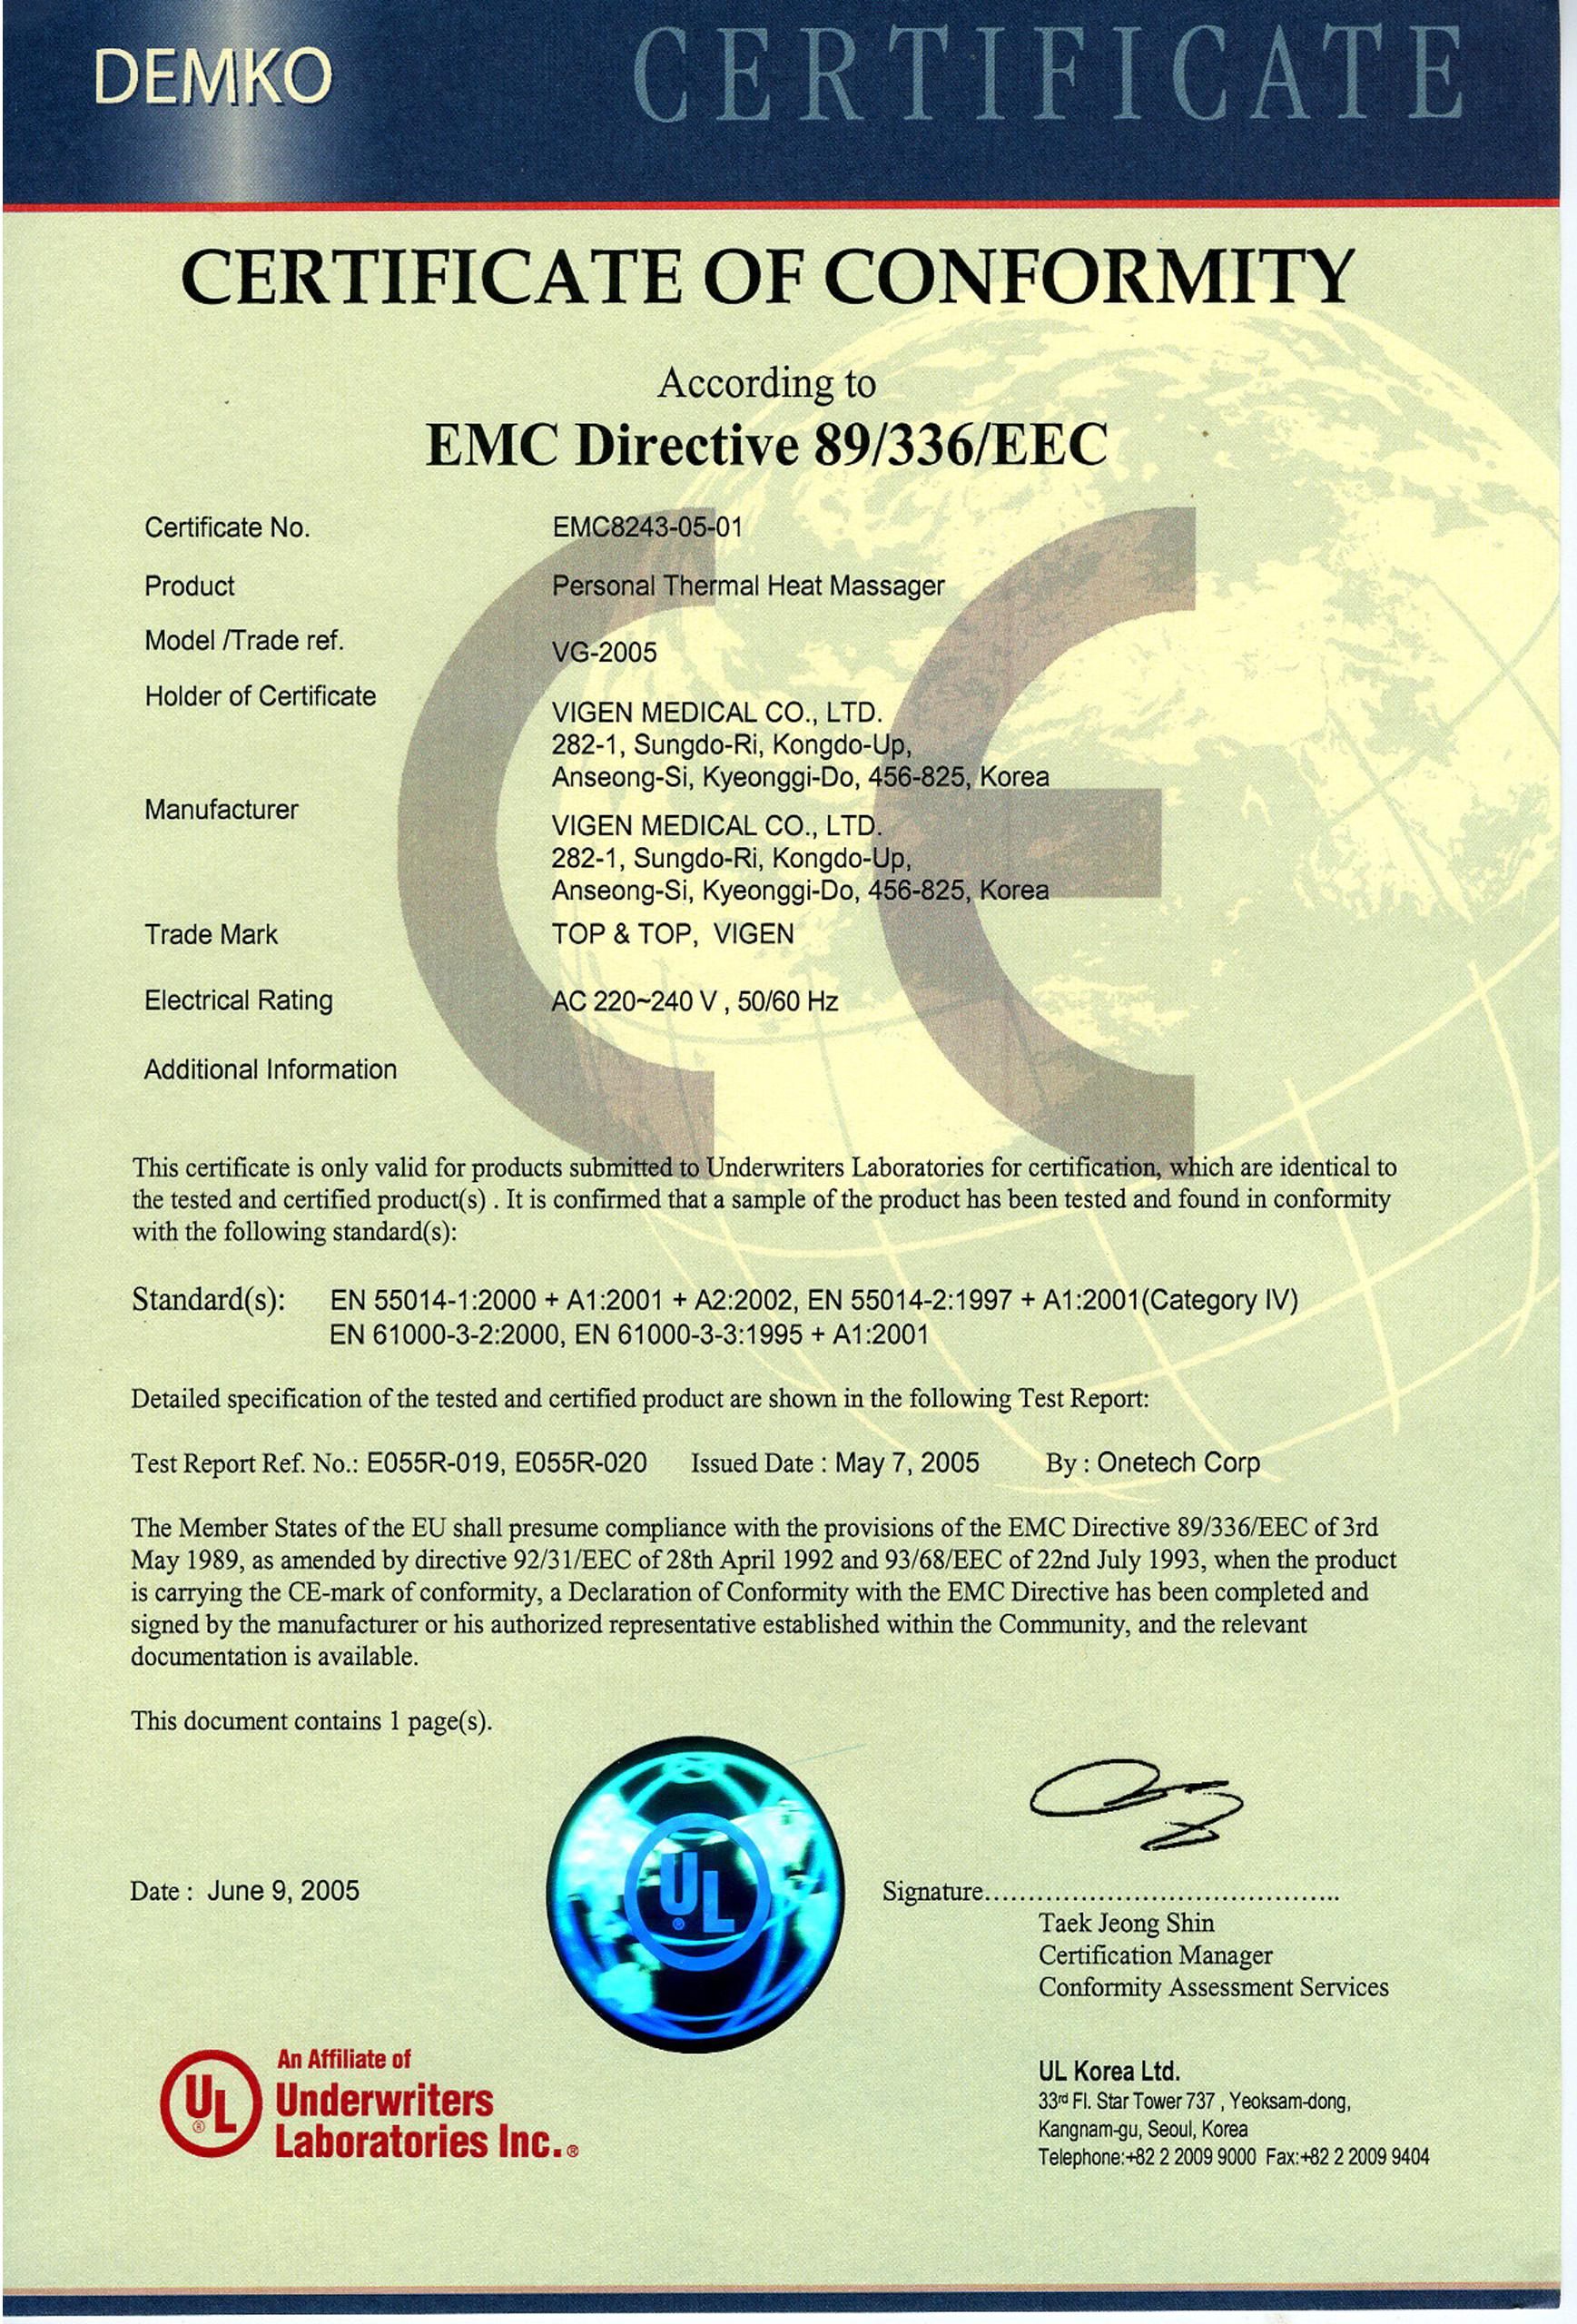 DEMKO
CERTIFICATE
CERTIFICATE OF CONFORMITY
According to
EMC Directive 89/336/EEC
Certificate No. EMC8243-05-01
Product Personal Thermal Heat Massager
Model /Trade ref. VG-2005
Holder of Certificate VIGEN MEDICAL CO., LTD.
282-1, Sungdo-Ri, Kongdo-Up,
Anseong-Si, Kyeonggi-Do, 456-825, Korea
Manufacturer VIGEN MEDICAL CO., LTD.
282-1, Sungdo-Ri, Kongdo-Up,
Anseong-Si, Kyeonggi-Do, 456-825, Korea
Trade Mark TOP & TOP, VIGEN
Electrical Rating AC 220~240 V , 50/60 Hz
Additional Information
CE
This certificate is only valid for products submitted to Underwriters Laboratories for certification, which are identical to
the tested and certified product(s) . It is confirmed that a sample of the product has been tested and found in conformity
with the following standard(s):
Standard(s): EN 55014-1:2000 + A1:2001 + A2:2002, EN 55014-2:1997 + A1:2001(Category IV)
EN 61000-3-2:2000, EN 61000-3-3:1995 + A1:2001
Detailed specification of the tested and certified product are shown in the following Test Report:
Test Report Ref. No.: E055R-019, E055R-020 Issued Date : May 7, 2005 By : Onetech Corp
The Member States of the EU shall presume compliance with the provisions of the EMC Directive 89/336/EEC of 3rd
May 1989, as amended by directive 92/31/EEC of 28th April 1992 and 93/68/EEC of 22nd July 1993, when the product
is carrying the CE-mark of conformity, a Declaration of Conformity with the EMC Directive has been completed and
signed by the manufacturer or his authorized representative established within the Community, and the relevant
documentation is available.
This document contains 1 page(s).
UL ®
Date : June 9, 2005
Signature..........................................
Taek Jeong Shin
Certification Manager
Conformity Assessment Services
UL ®
An Affiliate of
Underwriters
Laboratories Inc.®
UL Korea Ltd.
33rd Fl. Star Tower 737 , Yeoksam-dong,
Kangnam-gu, Seoul, Korea
Telephone:+82 2 2009 9000 Fax:+82 2 2009 9404